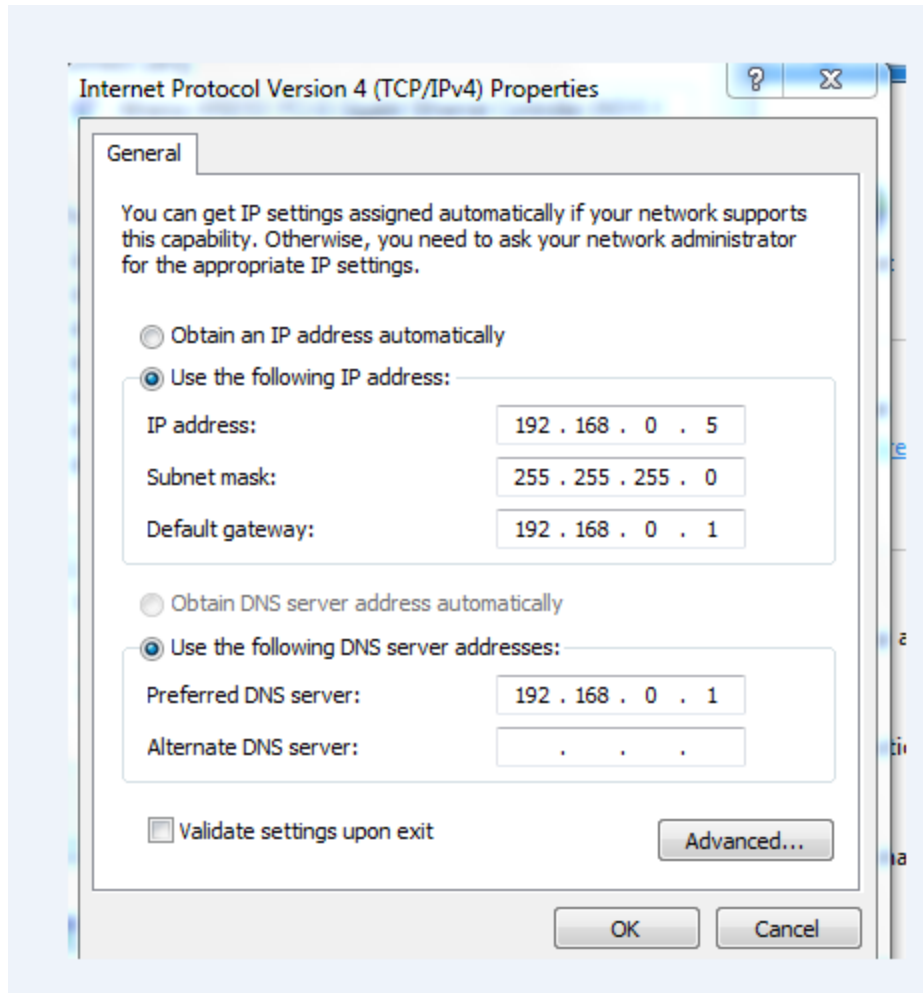 Internet Protocol Version 4 (TCP/IPv4) Properties
?
General
You can get IP settings assigned automatically if your network supports
this capability. Otherwise, you need to ask your network administrator
for the appropriate IP settings.
Obtain an IP address automatically
Use the following IP address:
IP address: 192 . 168 . 0 . 5
Subnet mask: 255 . 255 . 255 . 0
Default gateway: 192 . 168 . 0 . 1
Obtain DNS server address automatically
Use the following DNS server addresses:
Preferred DNS server: 192 . 168 . 0 . 1
Alternate DNS server: . . .
Validate settings upon exit
Advanced...
OK Cancel